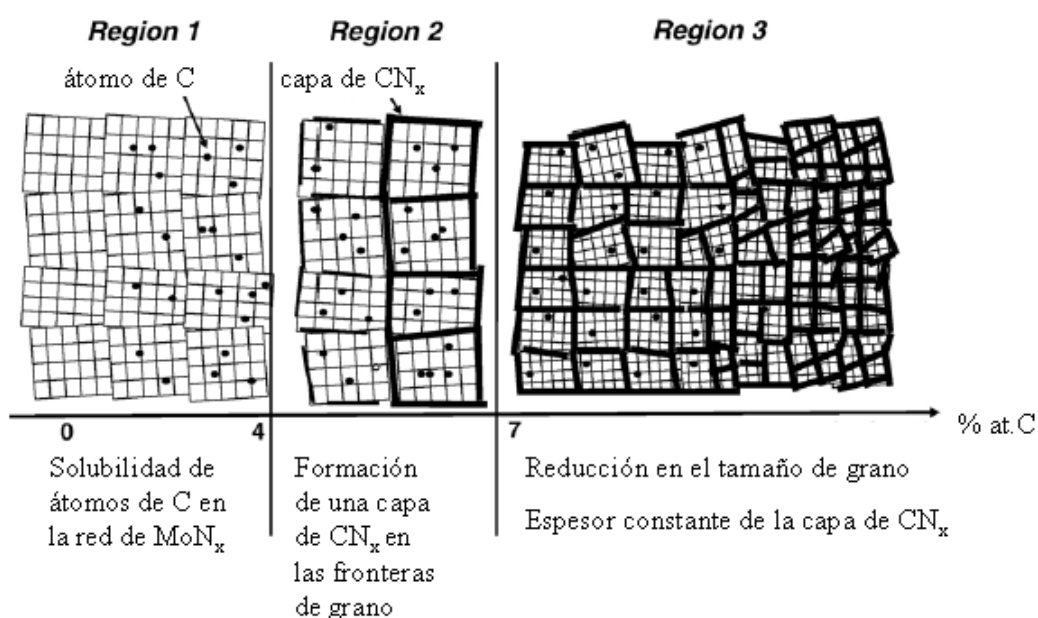 Region 1
Region 2
Region 3
átomo de C
capa de CNx
0
4
7
% at.C
Solubilidad de
átomos de C en
la red de MoNx
Formación
de una capa
de CNx en
las fronteras
de grano
Reducción en el tamaño de grano
Espesor constante de la capa de CNx